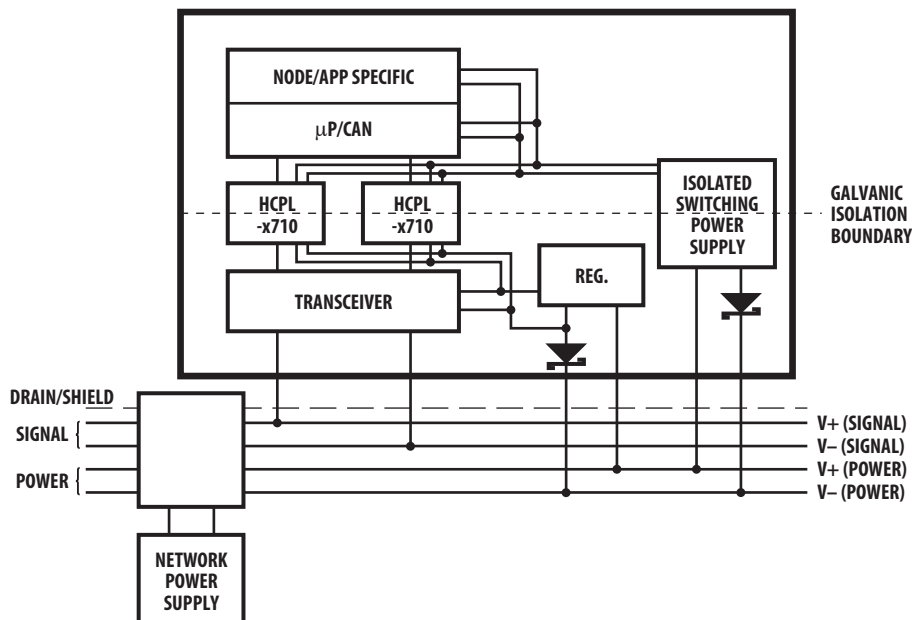 NODE/APP SPECIFIC
μP/CAN
HCPL
-x710
HCPL
-x710
ISOLATED
SWITCHING
POWER
SUPPLY
GALVANIC
ISOLATION
BOUNDARY
TRANSCEIVER
REG.
DRAIN/SHIELD
SIGNAL
POWER
V+ (SIGNAL)
V– (SIGNAL)
V+ (POWER)
V– (POWER)
NETWORK
POWER
SUPPLY